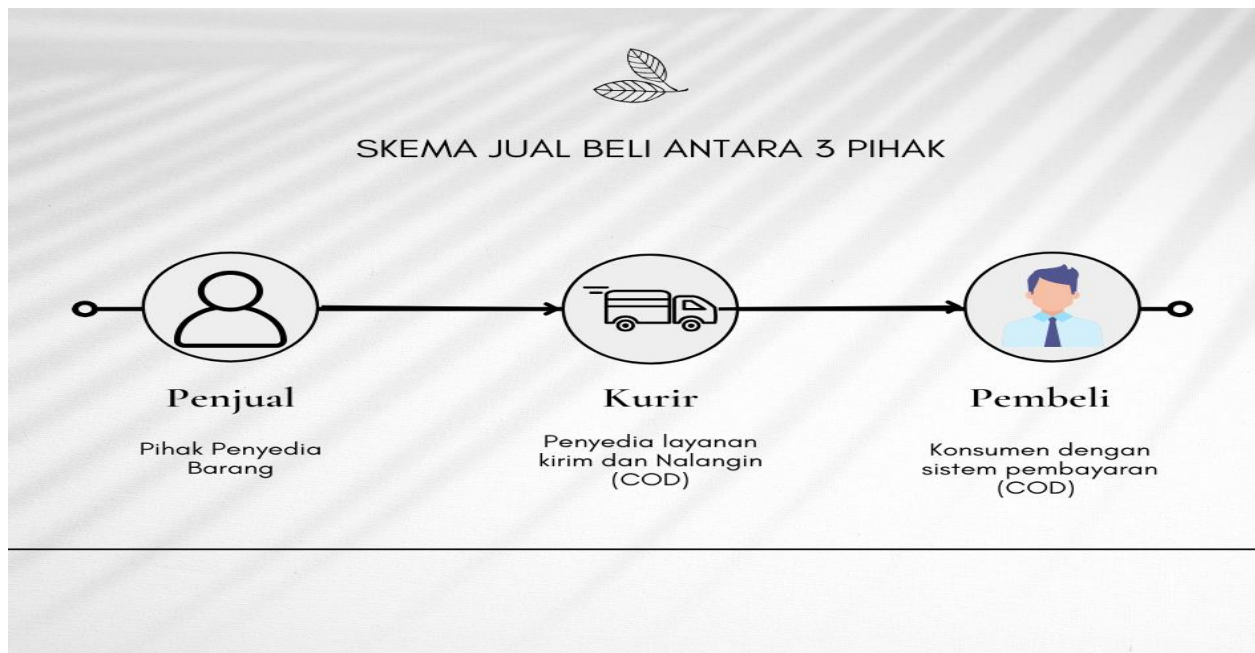 SKEMA JUAL BELI ANTARA 3 PIHAK
Penjual
Pihak Penyedia
Barang
Kurir
Penyedia layanan
kirim dan Nalangin
(COD)
Pembeli
Konsumen dengan
sistem pembayaran
(COD)